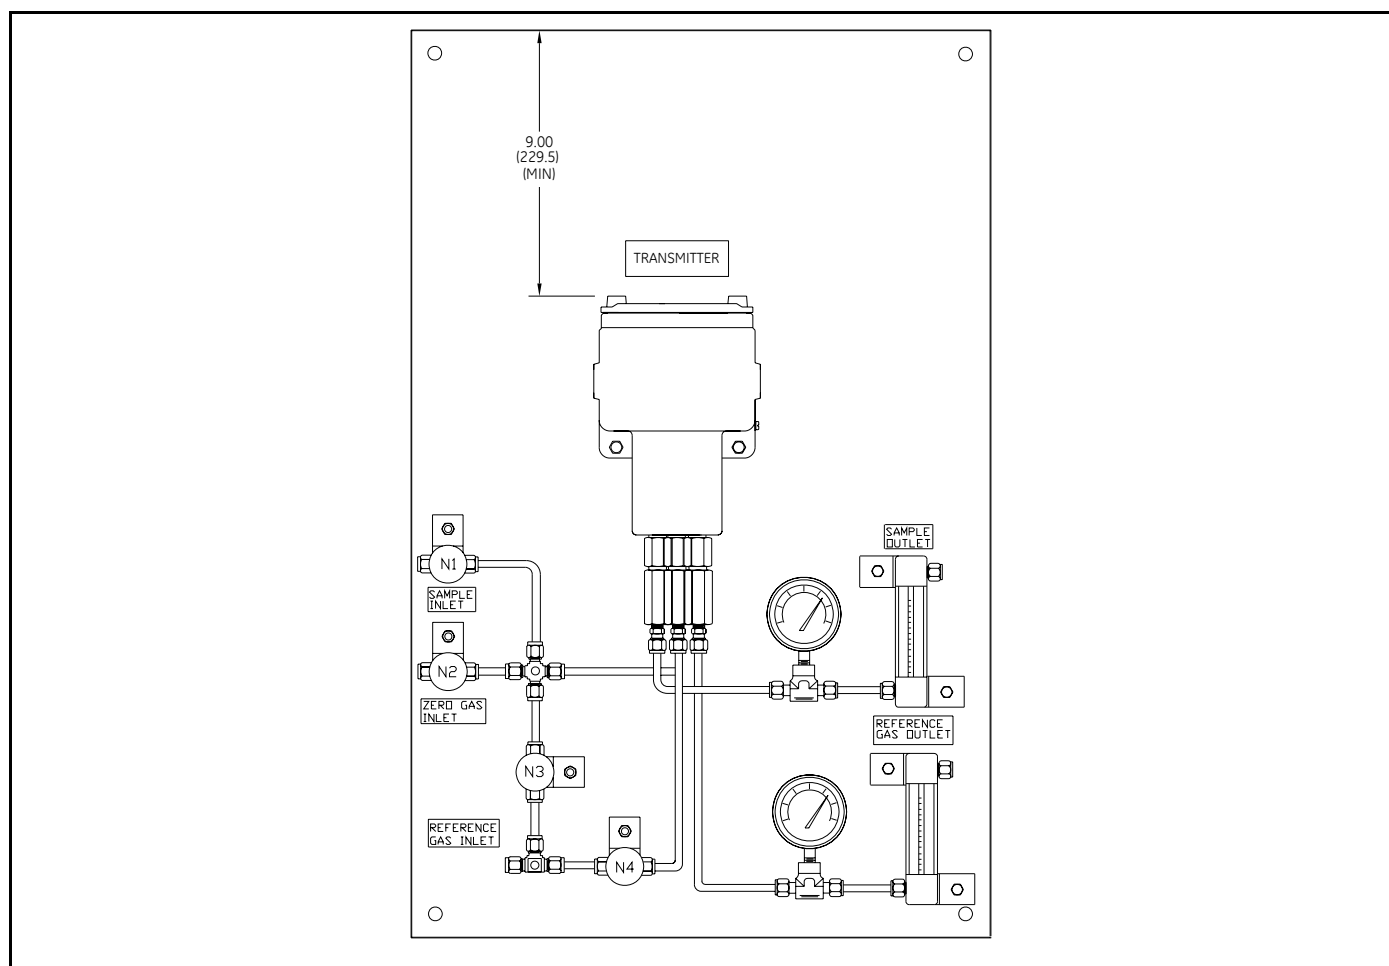 9.00
(229.5)
(MIN)
TRANSMITTER
N1
SAMPLE
INLET
N2
ZERO GAS
INLET
N3
REFERENCE
GAS INLET
N4
SAMPLE
OUTLET
REFERENCE
GAS OUTLET